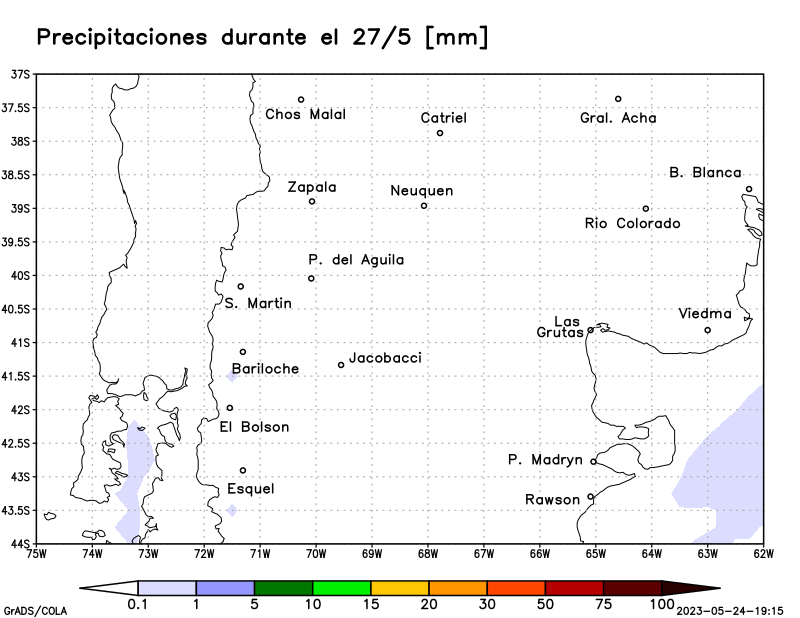 Precipitaciones durante el 27/5 [mm]
37S
37.5S
38S
38.5S
39S
39.5S
40S
40.5S
41S
41.5S
42S
42.5S
43S
43.5S
44S
Chos Malal
Catriel
Gral. Acha
B. Blanca
Zapala
Neuquen
Rio Colorado
P. del Aguila
S. Martin
Las
Grutas
Viedma
Bariloche
Jacobacci
El Bolson
P. Madryn
Esquel
Rawson
75W 74W 73W 72W 71W 70W 69W 68W 67W 66W 65W 64W 63W 62W
0.1 1 5 10 15 20 30 50 75 100
GrADS/COLA
2023-05-24-19:15